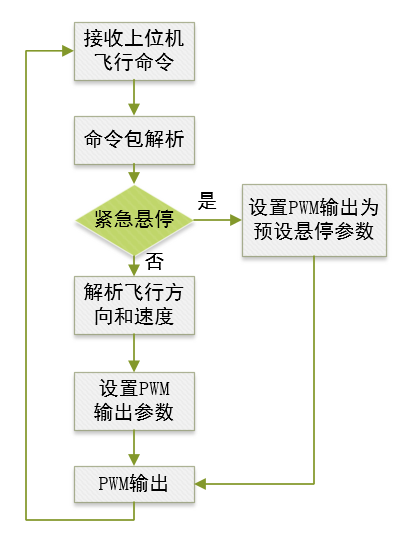 接收上位机
飞行命令
命令包解析
紧急悬停
是
设置PWM输出为
预设悬停参数
否
解析飞行方
向和速度
设置PWM
输出参数
PWM输出